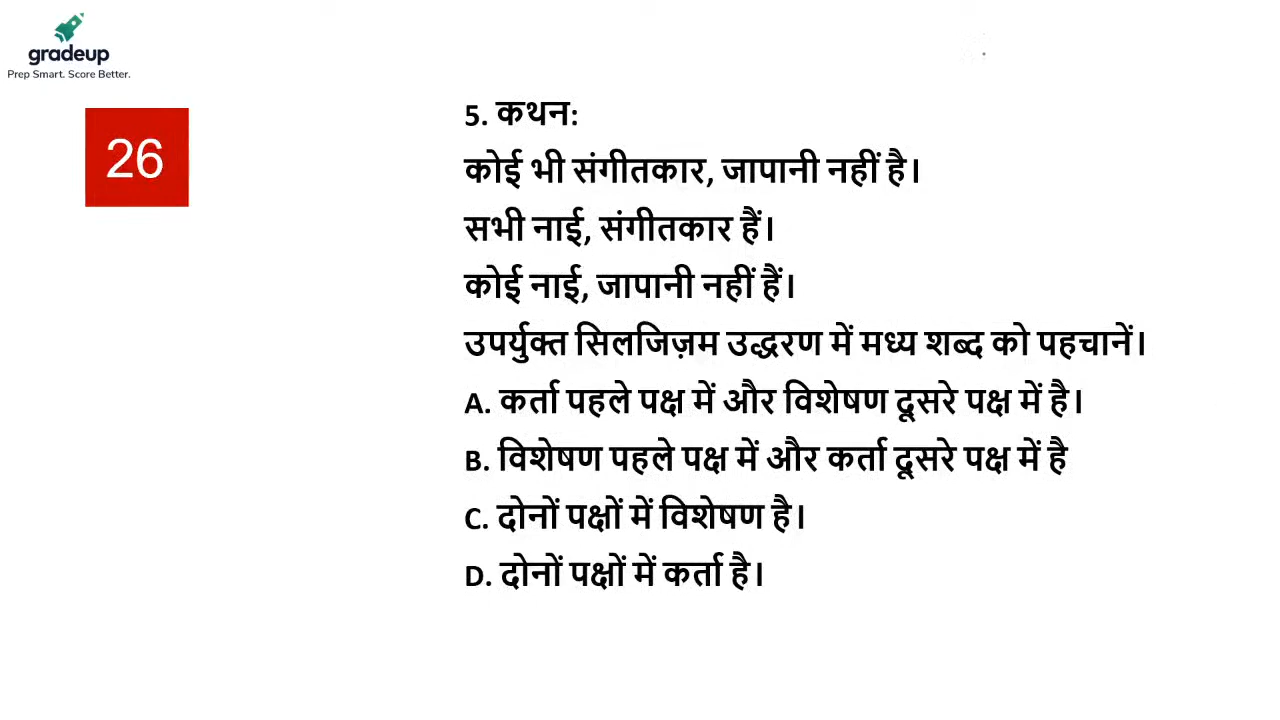 gradeup
Prep Smart. Score Better.
26
5. कथन:
कोई भी संगीतकार, जापानी नहीं है।
सभी नाई, संगीतकार हैं।
कोई नाई, जापानी नहीं हैं।
उपर्युक्त सिलजिज़म उद्धरण में मध्य शब्द को पहचानें।
A. कर्ता पहले पक्ष में और विशेषण दूसरे पक्ष में है।
B. विशेषण पहले पक्ष में और कर्ता दूसरे पक्ष में है
C. दोनों पक्षों में विशेषण है।
D. दोनों पक्षों में कर्ता है।